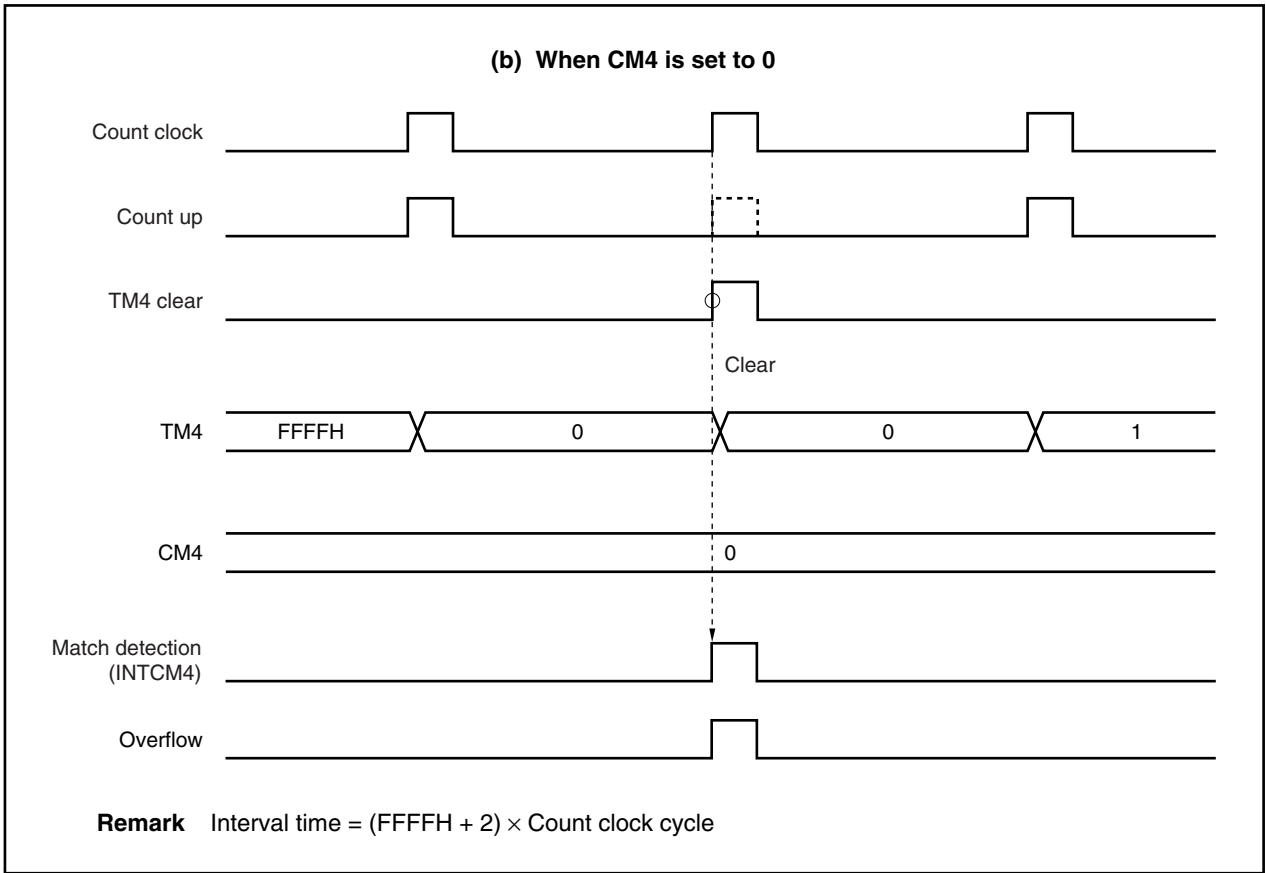 (b) When CM4 is set to 0
Count clock
Count up
TM4 clear
Clear
TM4
FFFFH
0
0
1
CM4
0
Match detection
(INTCM4)
Overflow
Remark Interval time = (FFFFH + 2) × Count clock cycle